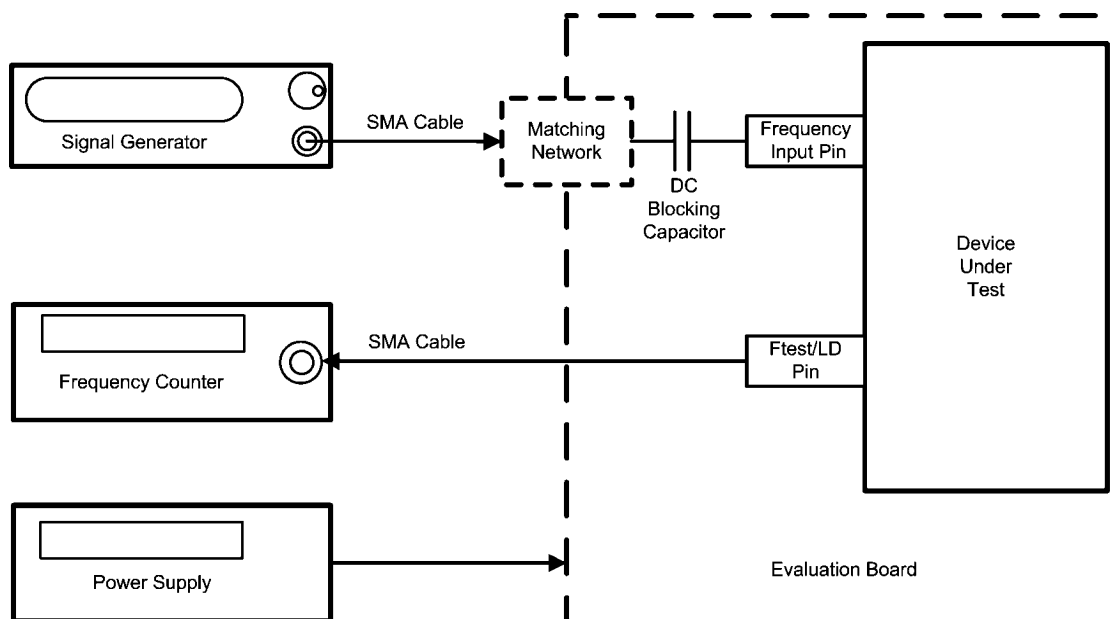 Signal Generator
SMA Cable
Matching
Network
DC
Blocking
Capacitor
Frequency
Input Pin
Device
Under
Test
Frequency Counter
SMA Cable
Ftest/LD
Pin
Power Supply
Evaluation Board